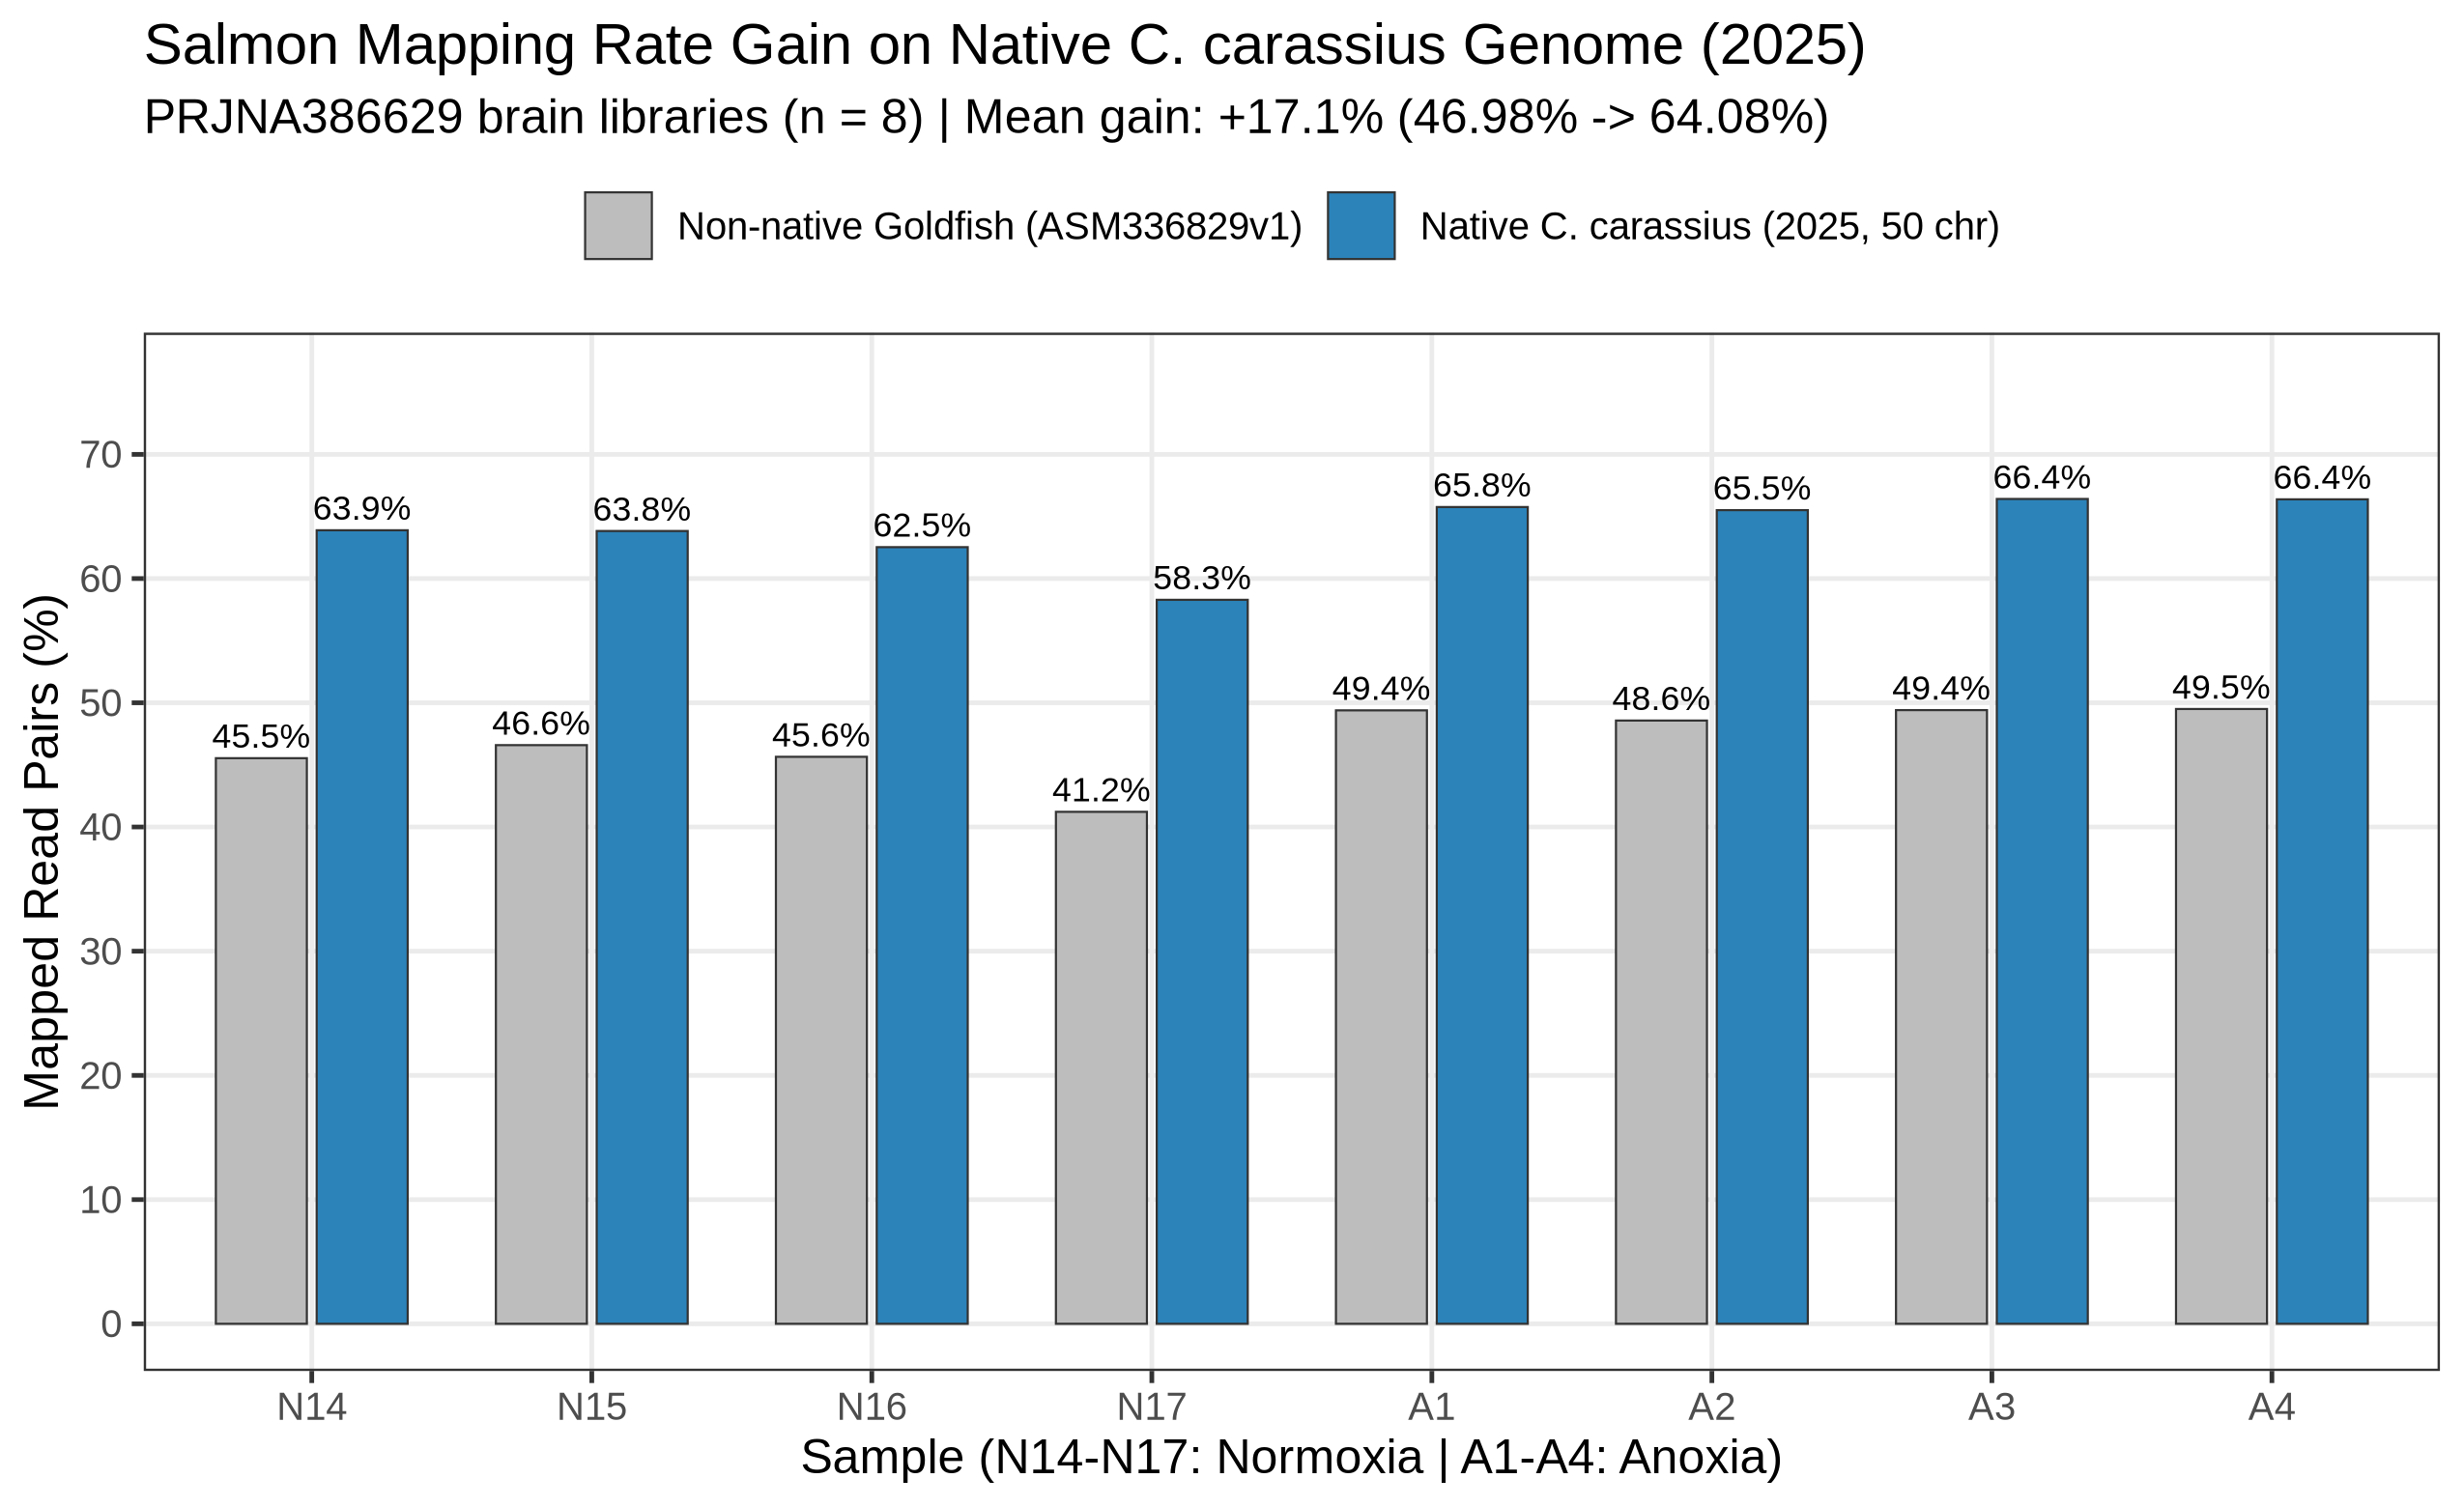 Salmon Mapping Rate Gain on Native C. carassius Genome (2025)
PRJNA386629 brain libraries (n = 8) | Mean gain: +17.1% (46.98% -> 64.08%)
Non-native Goldfish (ASM336829v1)
Native C. carassius (2025, 50 chr)
Mapped Read Pairs (%)
70
60
50
40
30
20
10
0
45.5%
63.9%
46.6%
63.8%
45.6%
62.5%
41.2%
58.3%
49.4%
65.8%
48.6%
65.5%
49.4%
66.4%
49.5%
66.4%
N14
N15
N16
N17
A1
A2
A3
A4
Sample (N14-N17: Normoxia | A1-A4: Anoxia)